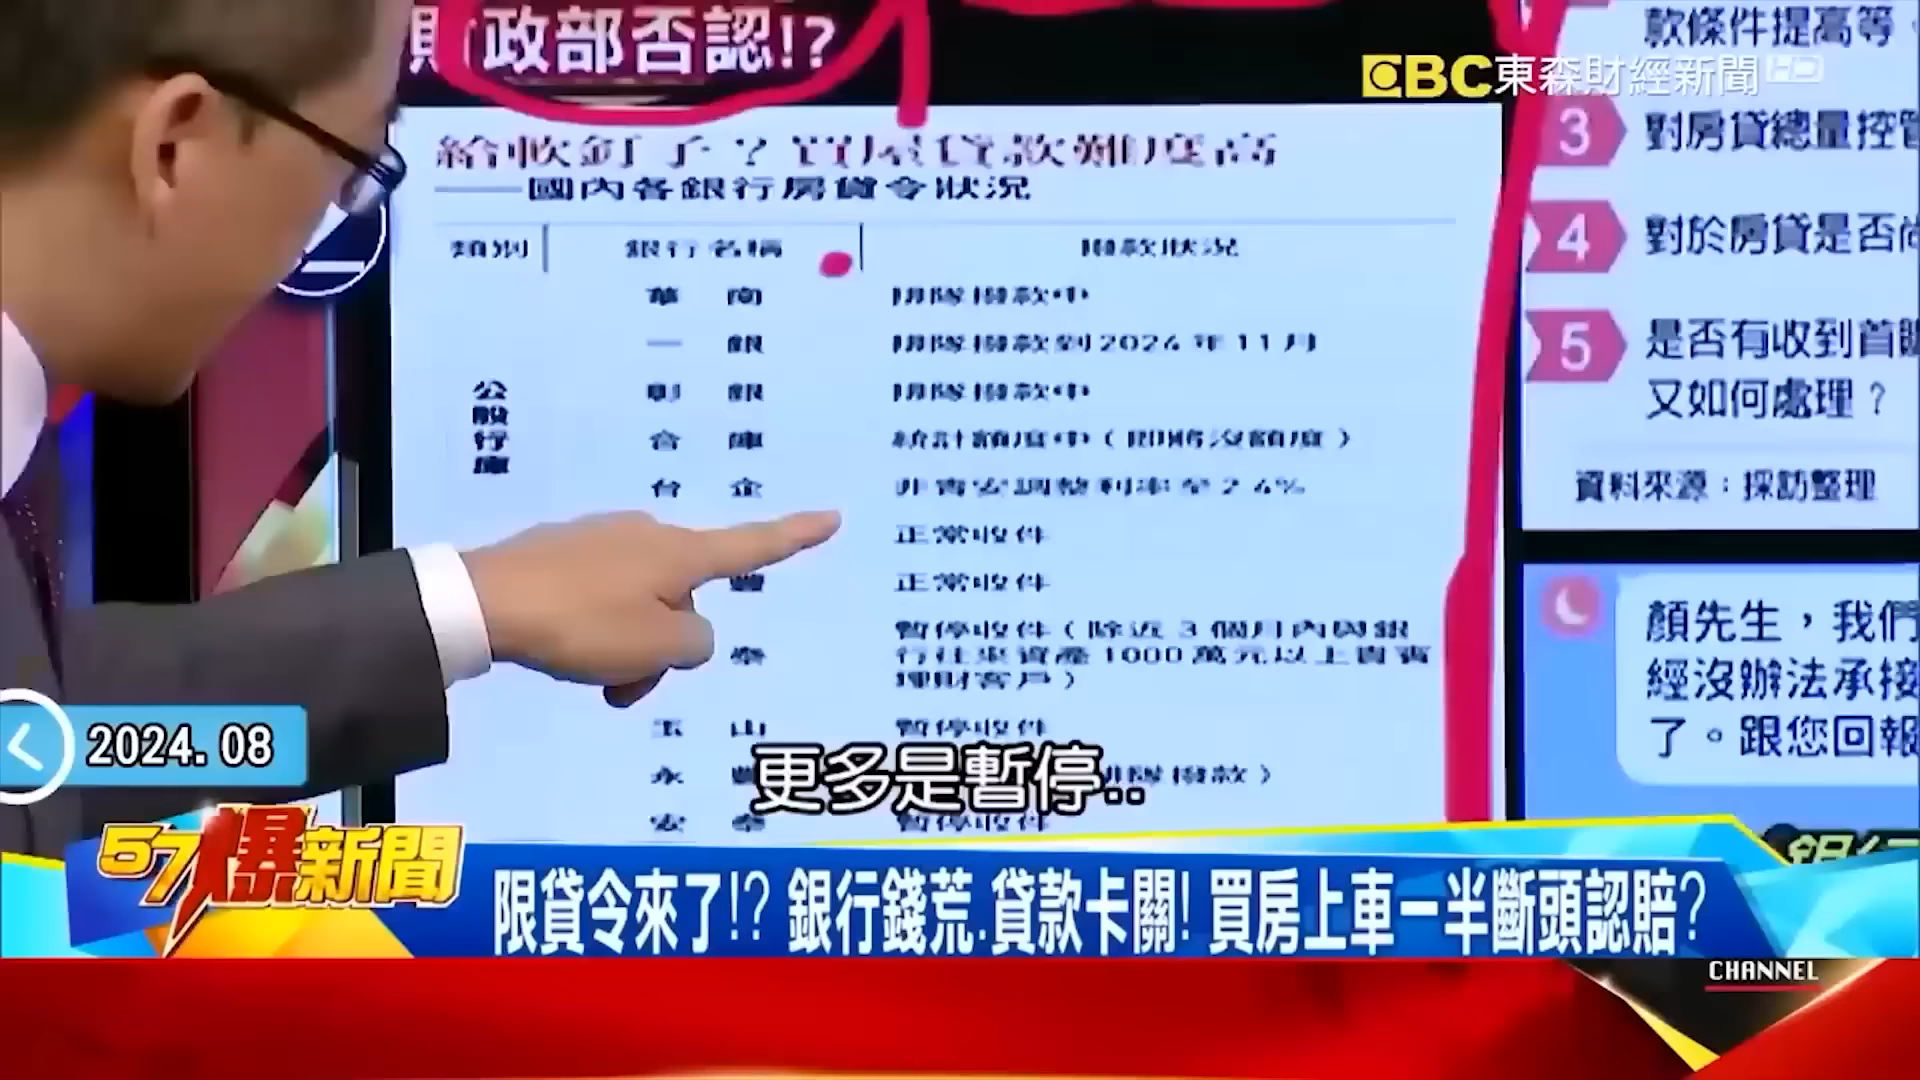 財政部否認!?
EBC東森財經新聞 HD
給軟釘子？買屋貸款難度高
——國內各銀行房貸令狀況
類別 銀行名稱 撥款狀況
公股行庫
華南 排隊撥款中
一銀 排隊撥款到2024年11月
彰銀 排隊撥款中
合庫 統計額度中（即將沒額度）
台企 非青安調整利率至2.6%
正常收件
豐 正常收件
泰 暫停收件（除近3個月內與銀
行往來資產1000萬元以上貴賓
理財客戶）
玉山 暫停收件
永豐 排隊撥款）
宏泰 暫停收件
款條件提高等
3 對房貸總量控管
4 對於房貸是否尚
5 是否有收到首購
又如何處理？
資料來源：採訪整理
顏先生，我們
經沒辦法承接
了。跟您回報
銀行
更多是暫停..
2024.08
57爆新聞
限貸令來了!? 銀行錢荒.貸款卡關! 買房上車一半斷頭認賠?
CHANNEL